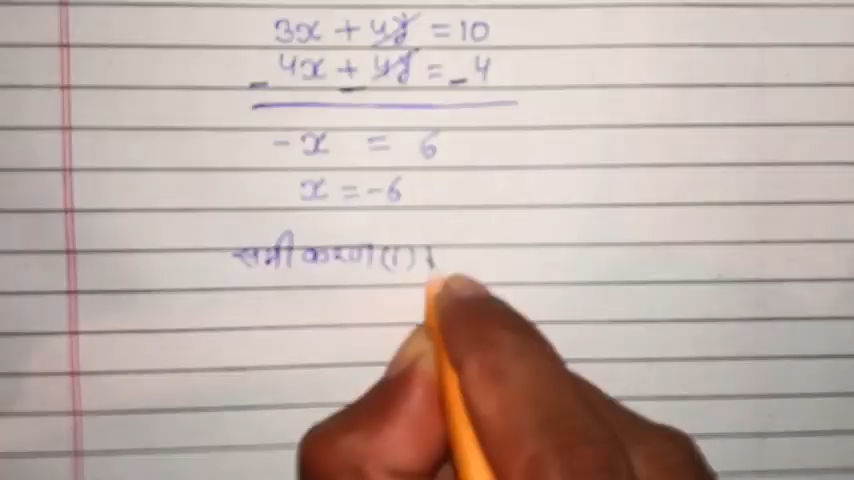 3x + 4y = 10
4x + 4y = 4
- - -
-x = 6
x = -6
समीकरण (1)